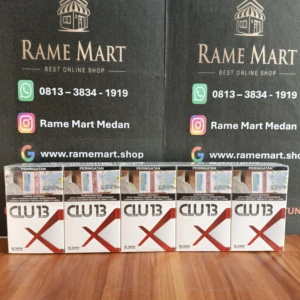 RAME MART
BEST ONLINE SHOP
0813 – 3834 - 1919
Rame Mart Medan
www.ramemart.shop
RAME MART
BEST ONLINE SHOP
0813 – 3834 - 1919
Rame Mart Medan
www.ramemart.shop
PERINGATAN
PERINGATAN
PERINGATAN
PERINGATAN
PERINGATAN
CLU13
CLU13
CLU13
CLU13
CLU13
X
X
X
X
X